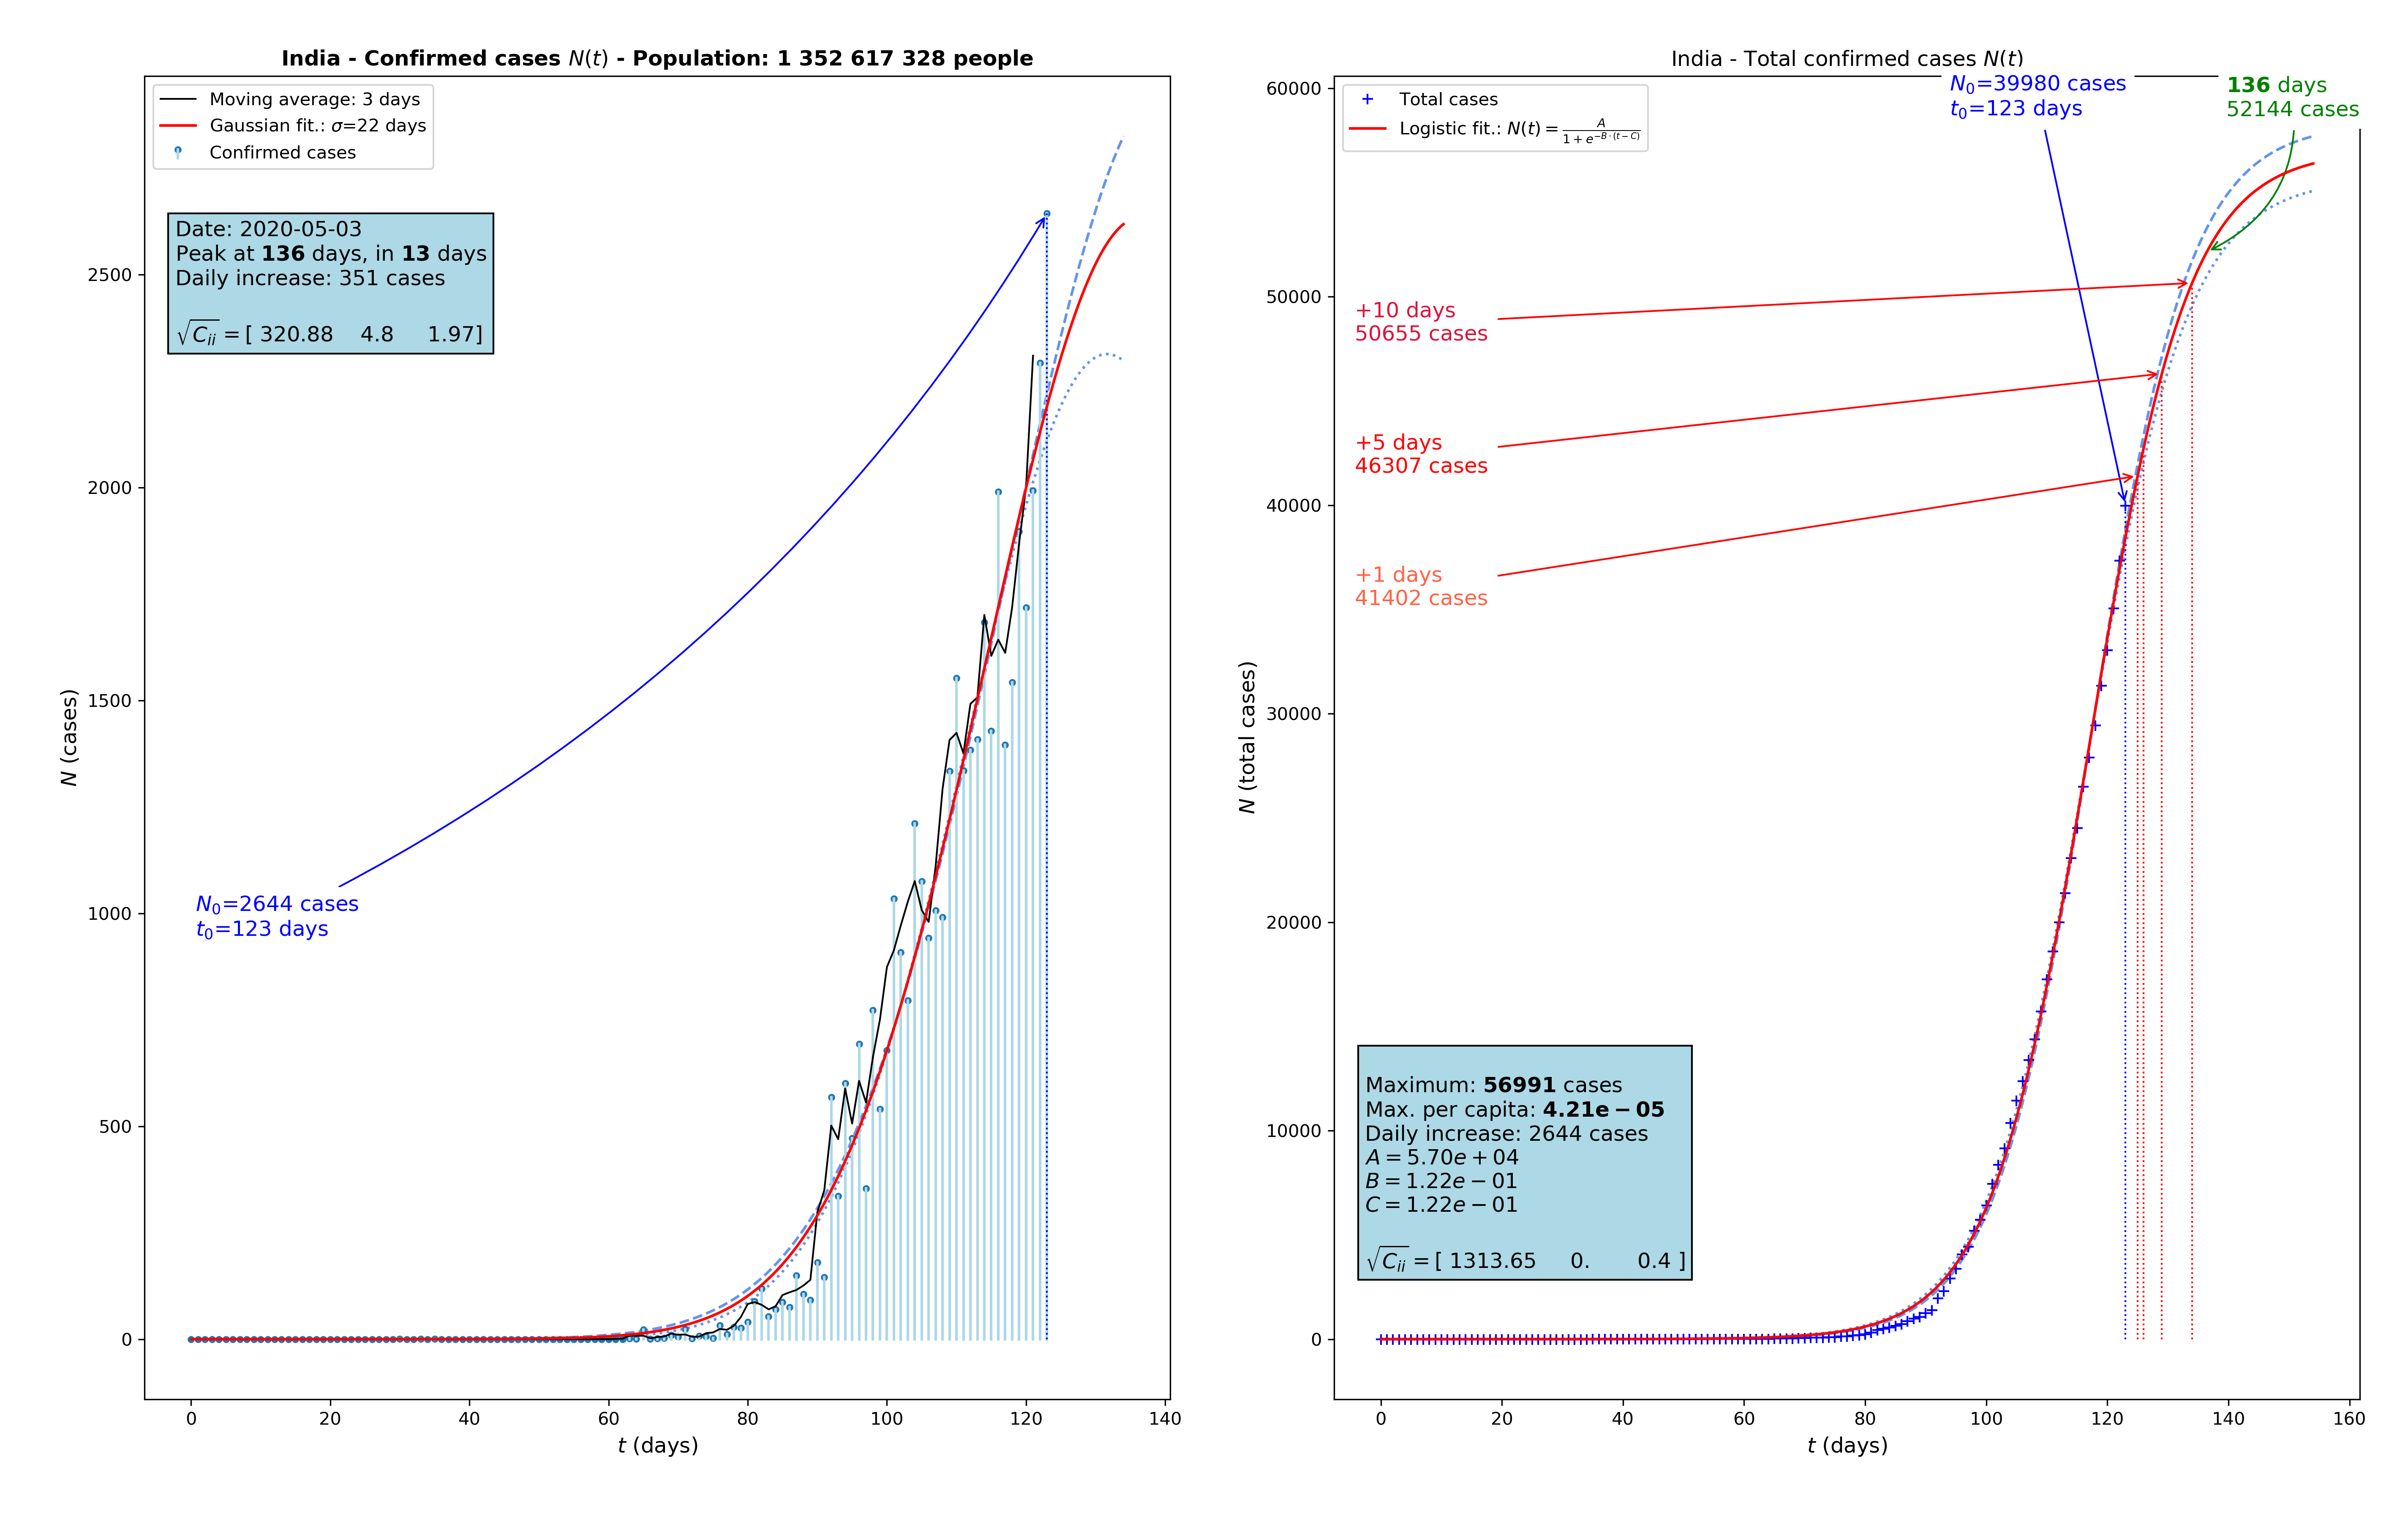 India - Confirmed cases N(t) - Population: 1 352 617 328 people
Moving average: 3 days
Gaussian fit.: σ=22 days
Confirmed cases
Date: 2020-05-03
Peak at 136 days, in 13 days
Daily increase: 351 cases
√C_ii = [ 320.88 4.8 1.97]
N₀=2644 cases
t₀=123 days
N (cases)
2500
2000
1500
1000
500
0
0 20 40 60 80 100 120 140
t (days)
India - Total confirmed cases N(t)
Total cases
Logistic fit.: N(t) = A / (1 + e^{−B·(t−C)})
N₀=39980 cases
t₀=123 days
136 days
52144 cases
+10 days
50655 cases
+5 days
46307 cases
+1 days
41402 cases
Maximum: 56991 cases
Max. per capita: 4.21e − 05
Daily increase: 2644 cases
A = 5.70e + 04
B = 1.22e − 01
C = 1.22e − 01
√C_ii = [ 1313.65 0. 0.4 ]
N (total cases)
60000
50000
40000
30000
20000
10000
0
0 20 40 60 80 100 120 140 160
t (days)